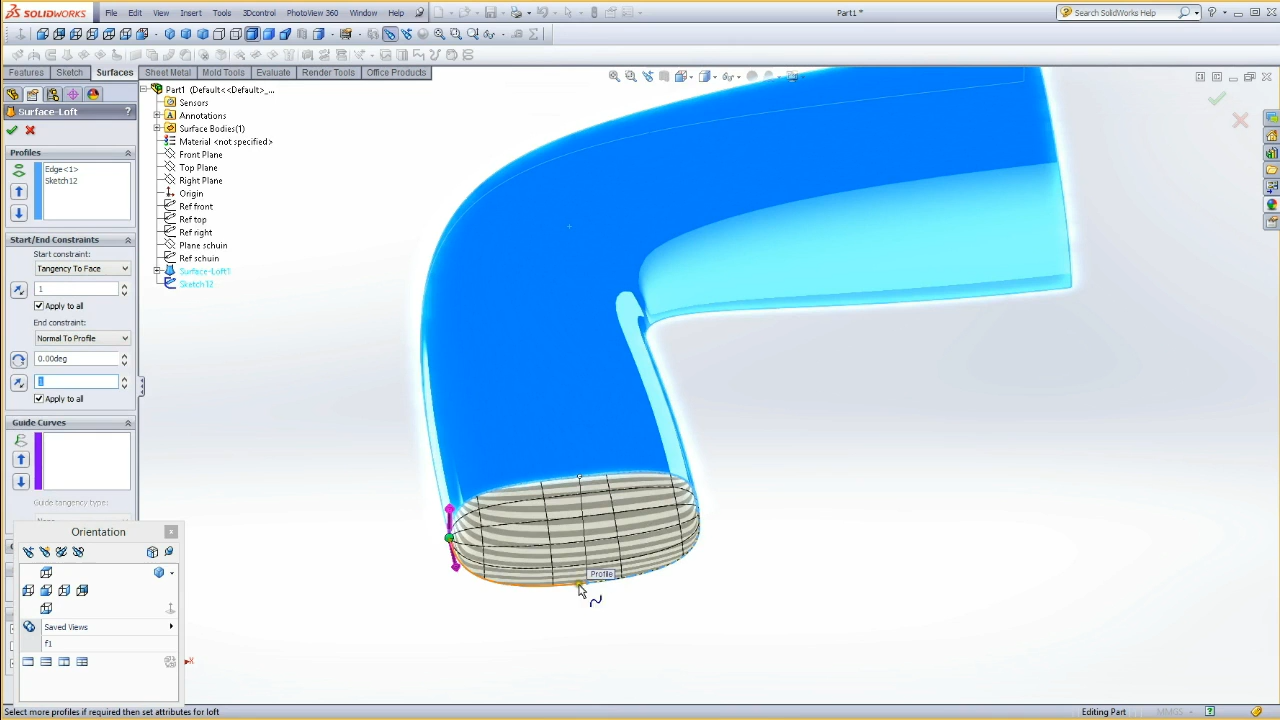 SOLIDWORKS File Edit View Insert Tools 3Dcontrol PhotoView 360 Window Help Part1 * Search SolidWorks Help
Features Sketch Surfaces Sheet Metal Mold Tools Evaluate Render Tools Office Products
Surface-Loft ?
Profiles
Edge<1>
Sketch12
Start/End Constraints
Start constraint:
Tangency To Face
1
Apply to all
End constraint:
Normal To Profile
0.00deg
1
Apply to all
Guide Curves
Guide tangency type:
Part1 (Default<<Default>_...
Sensors
Annotations
Surface Bodies(1)
Material <not specified>
Front Plane
Top Plane
Right Plane
Origin
Ref front
Ref top
Ref right
Plane schuin
Ref schuin
Surface-Loft1
Sketch12
Profile
Orientation
Saved Views
f1
Select more profiles if required then set attributes for loft
Editing Part
MMGS